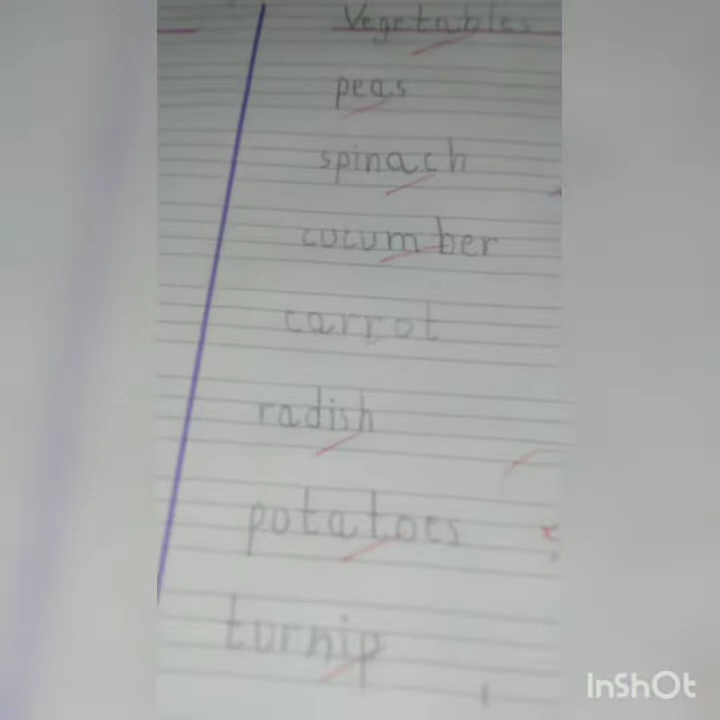 Vegetables
peas
spinach
cucumber
carrot
radish
potatoes
turnip
InShOt